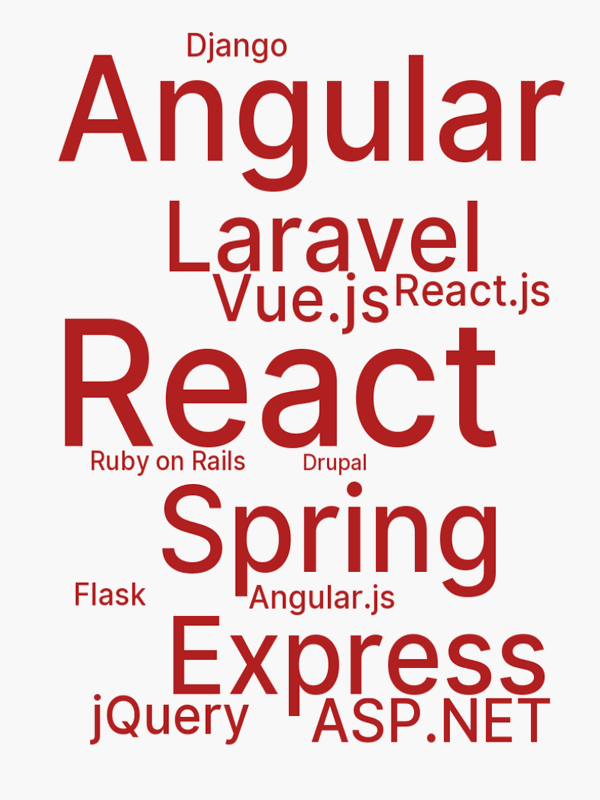 Django
Angular
Laravel
Vue.js React.js
React
Ruby on Rails Drupal
Spring
Flask Angular.js
Express
jQuery ASP.NET